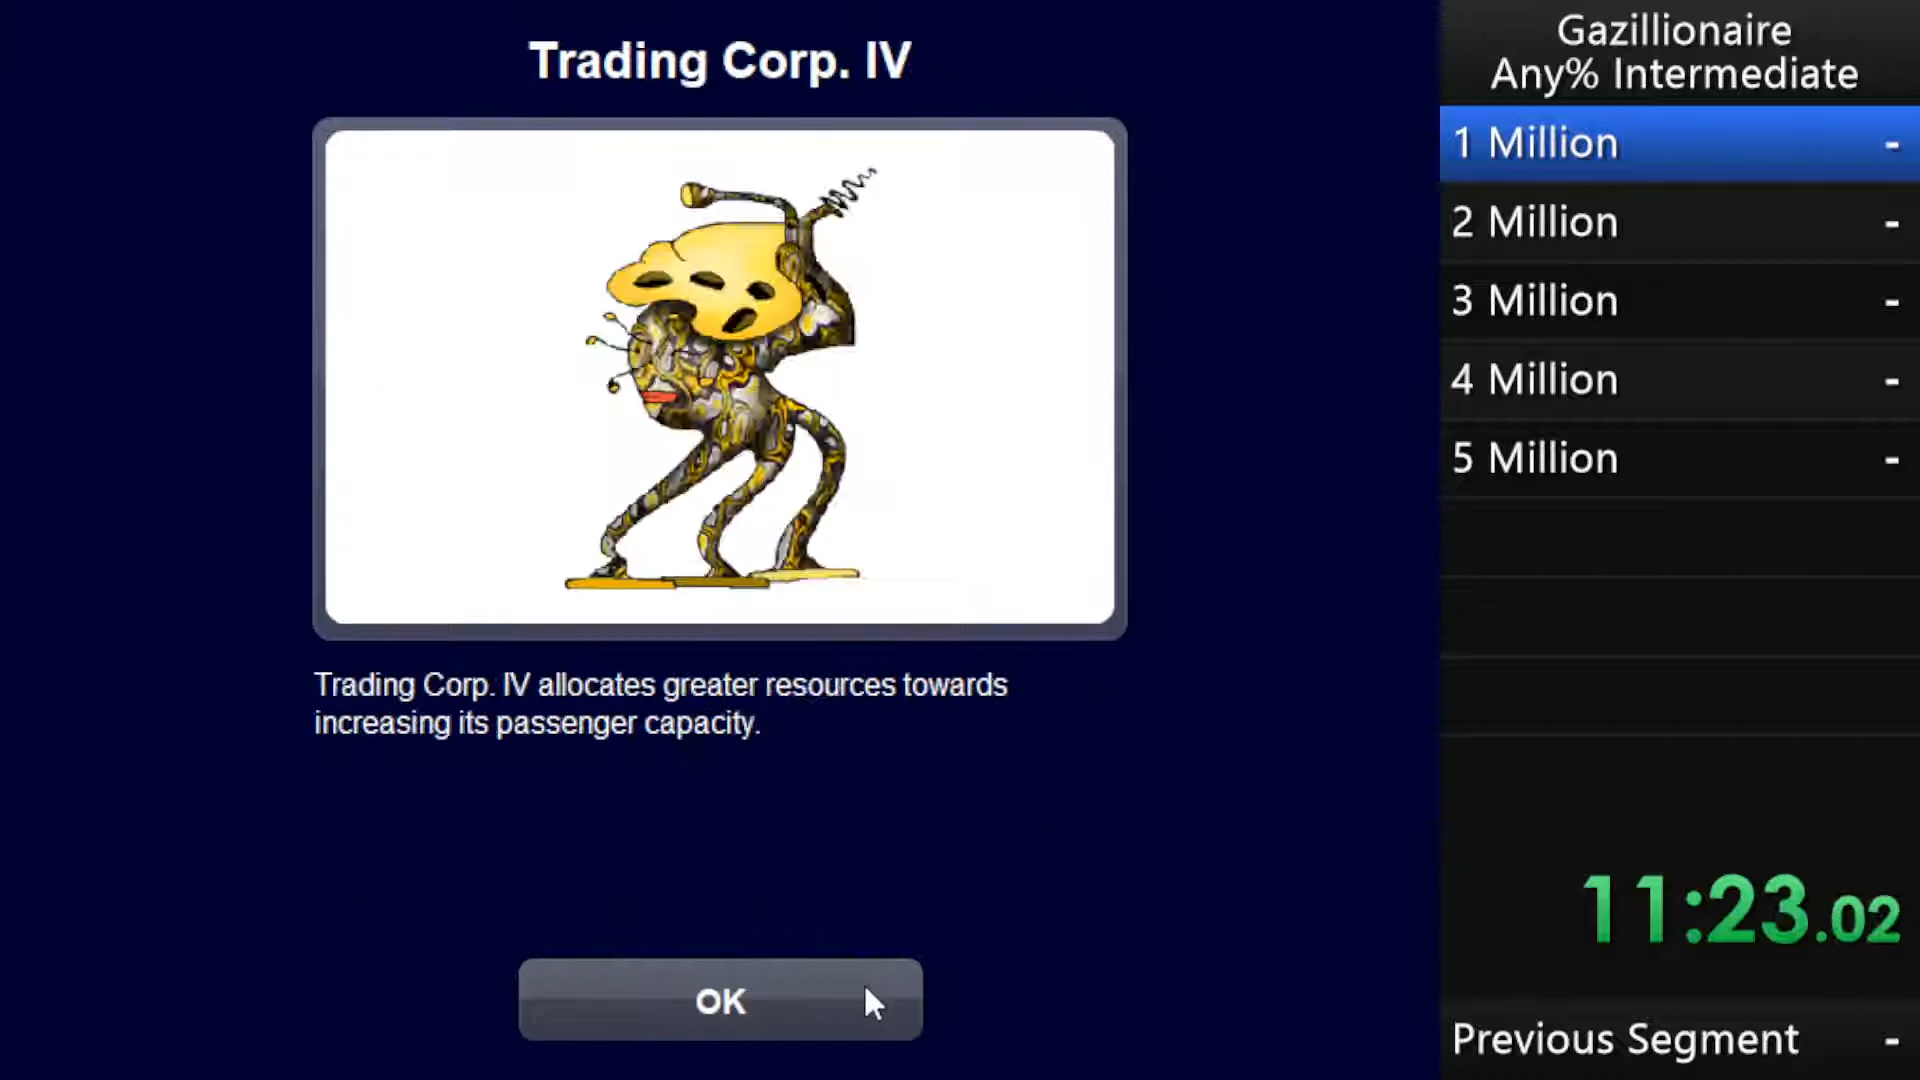 Trading Corp. IV
Trading Corp. IV allocates greater resources towards
increasing its passenger capacity.
OK
Gazillionaire
Any% Intermediate
1 Million -
2 Million -
3 Million -
4 Million -
5 Million -
11:23.02
Previous Segment -